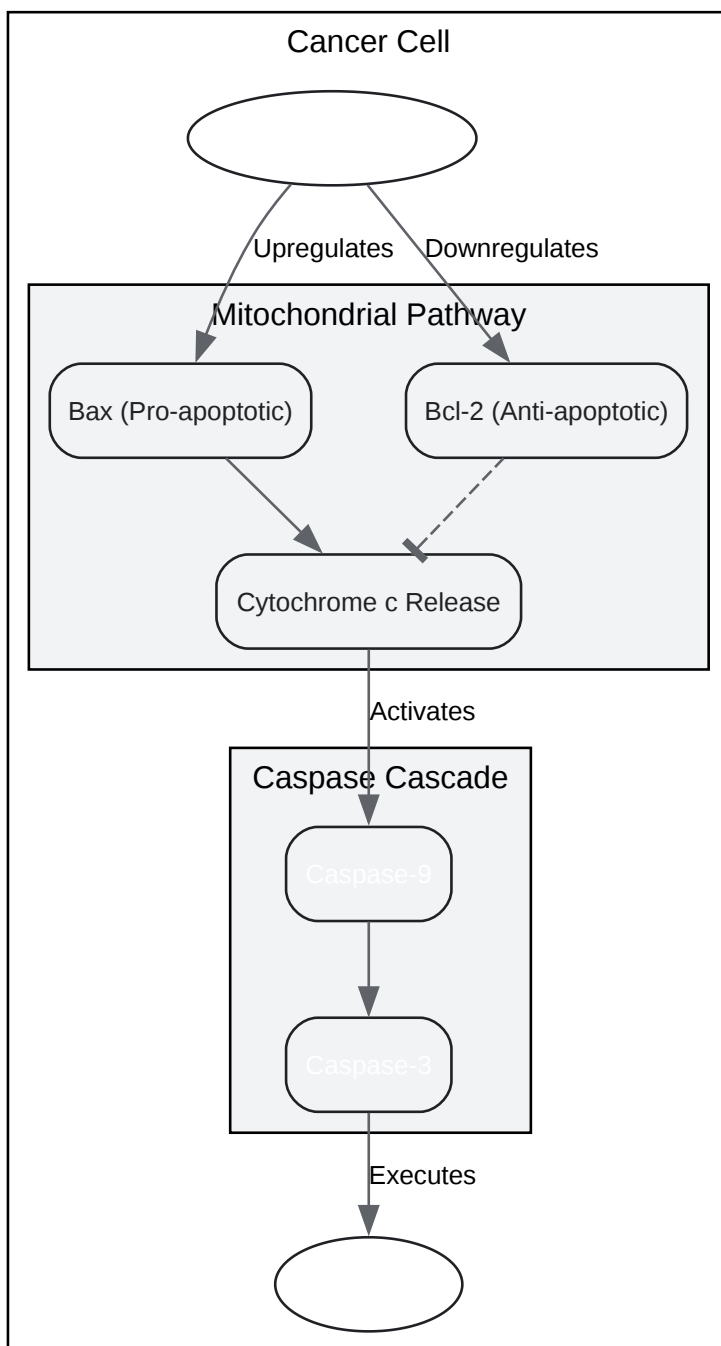 Cancer Cell
Upregulates
Downregulates
Mitochondrial Pathway
Bax (Pro-apoptotic)
Bcl-2 (Anti-apoptotic)
Cytochrome c Release
Activates
Caspase Cascade
Caspase-9
Caspase-3
Executes